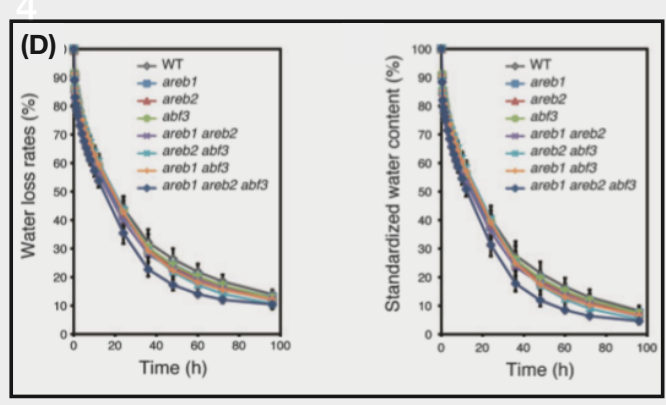 4
(D)
Water loss rates (%)
90
80
70
60
50
40
30
20
10
0
0 20 40 60 80 100
Time (h)
WT
areb1
areb2
abf3
areb1 areb2
areb2 abf3
areb1 abf3
areb1 areb2 abf3
Standardized water content (%)
100
90
80
70
60
50
40
30
20
10
0
0 20 40 60 80 100
Time (h)
WT
areb1
areb2
abf3
areb1 areb2
areb2 abf3
areb1 abf3
areb1 areb2 abf3